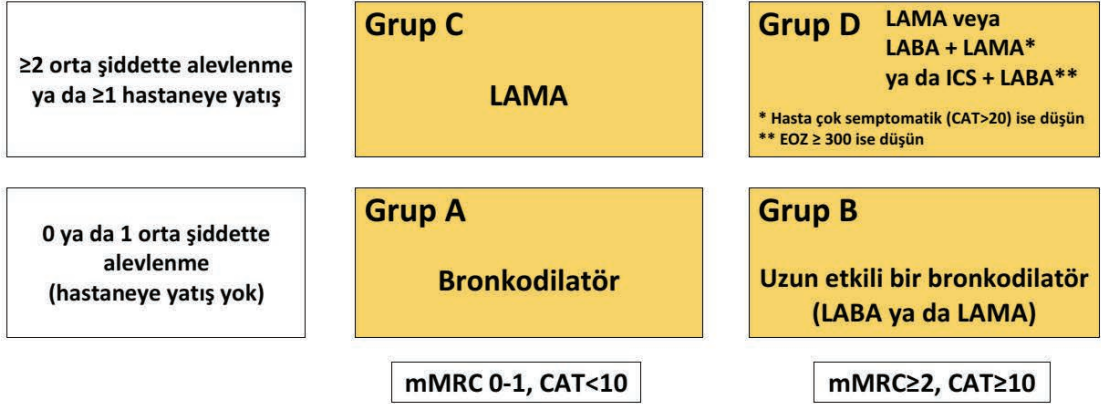 ≥2 orta şiddette alevlenme
ya da ≥1 hastaneye yatış
Grup C
LAMA
Grup D
LAMA veya
LABA + LAMA*
ya da ICS + LABA**
* Hasta çok semptomatik (CAT>20) ise düşün
** EOZ ≥ 300 ise düşün
0 ya da 1 orta şiddette
alevlenme
(hastaneye yatış yok)
Grup A
Bronkodilatör
Grup B
Uzun etkili bir bronkodilatör
(LABA ya da LAMA)
mMRC 0-1, CAT<10
mMRC≥2, CAT≥10